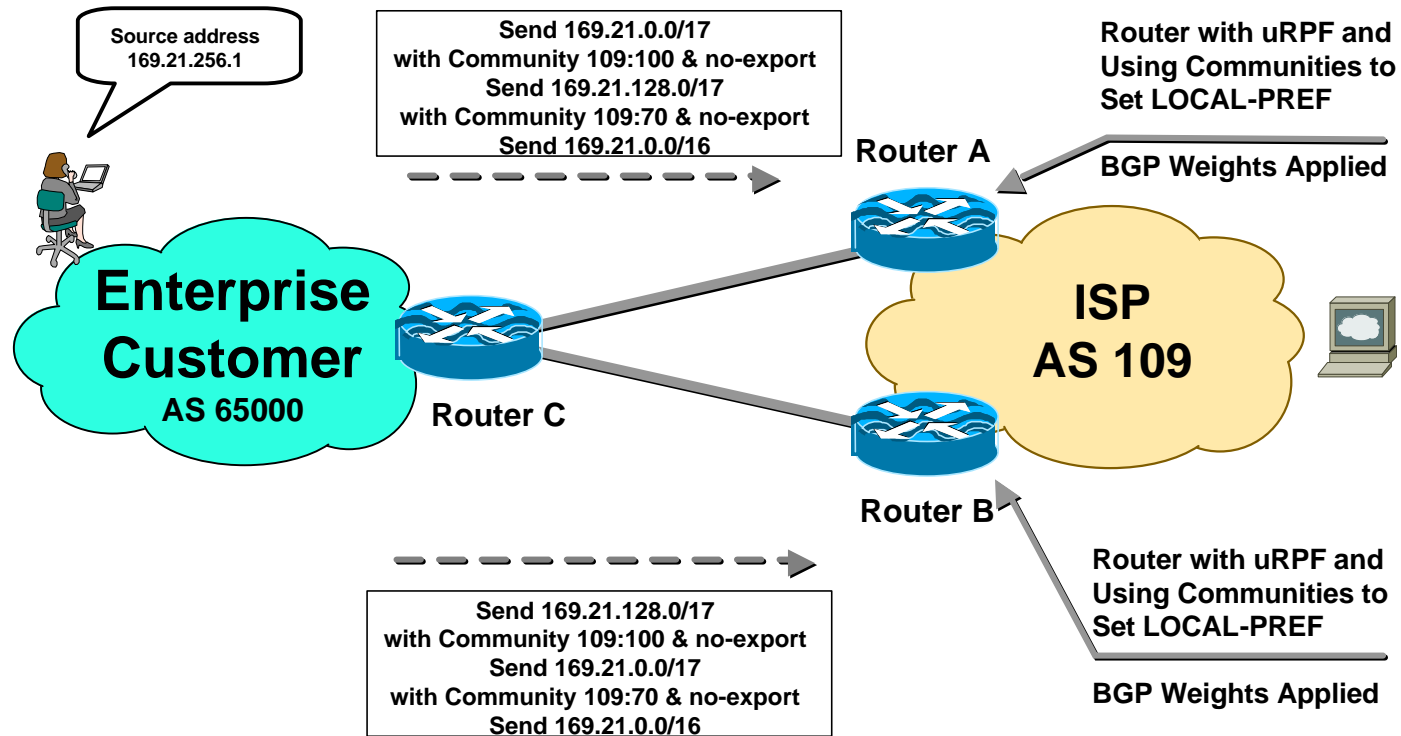 Source address
169.21.256.1
Send 169.21.0.0/17
with Community 109:100 & no-export
Send 169.21.128.0/17
with Community 109:70 & no-export
Send 169.21.0.0/16
Router with uRPF and
Using Communities to
Set LOCAL-PREF
BGP Weights Applied
Router A
Enterprise
Customer
AS 65000
Router C
ISP
AS 109
Router B
Send 169.21.128.0/17
with Community 109:100 & no-export
Send 169.21.0.0/17
with Community 109:70 & no-export
Send 169.21.0.0/16
Router with uRPF and
Using Communities to
Set LOCAL-PREF
BGP Weights Applied